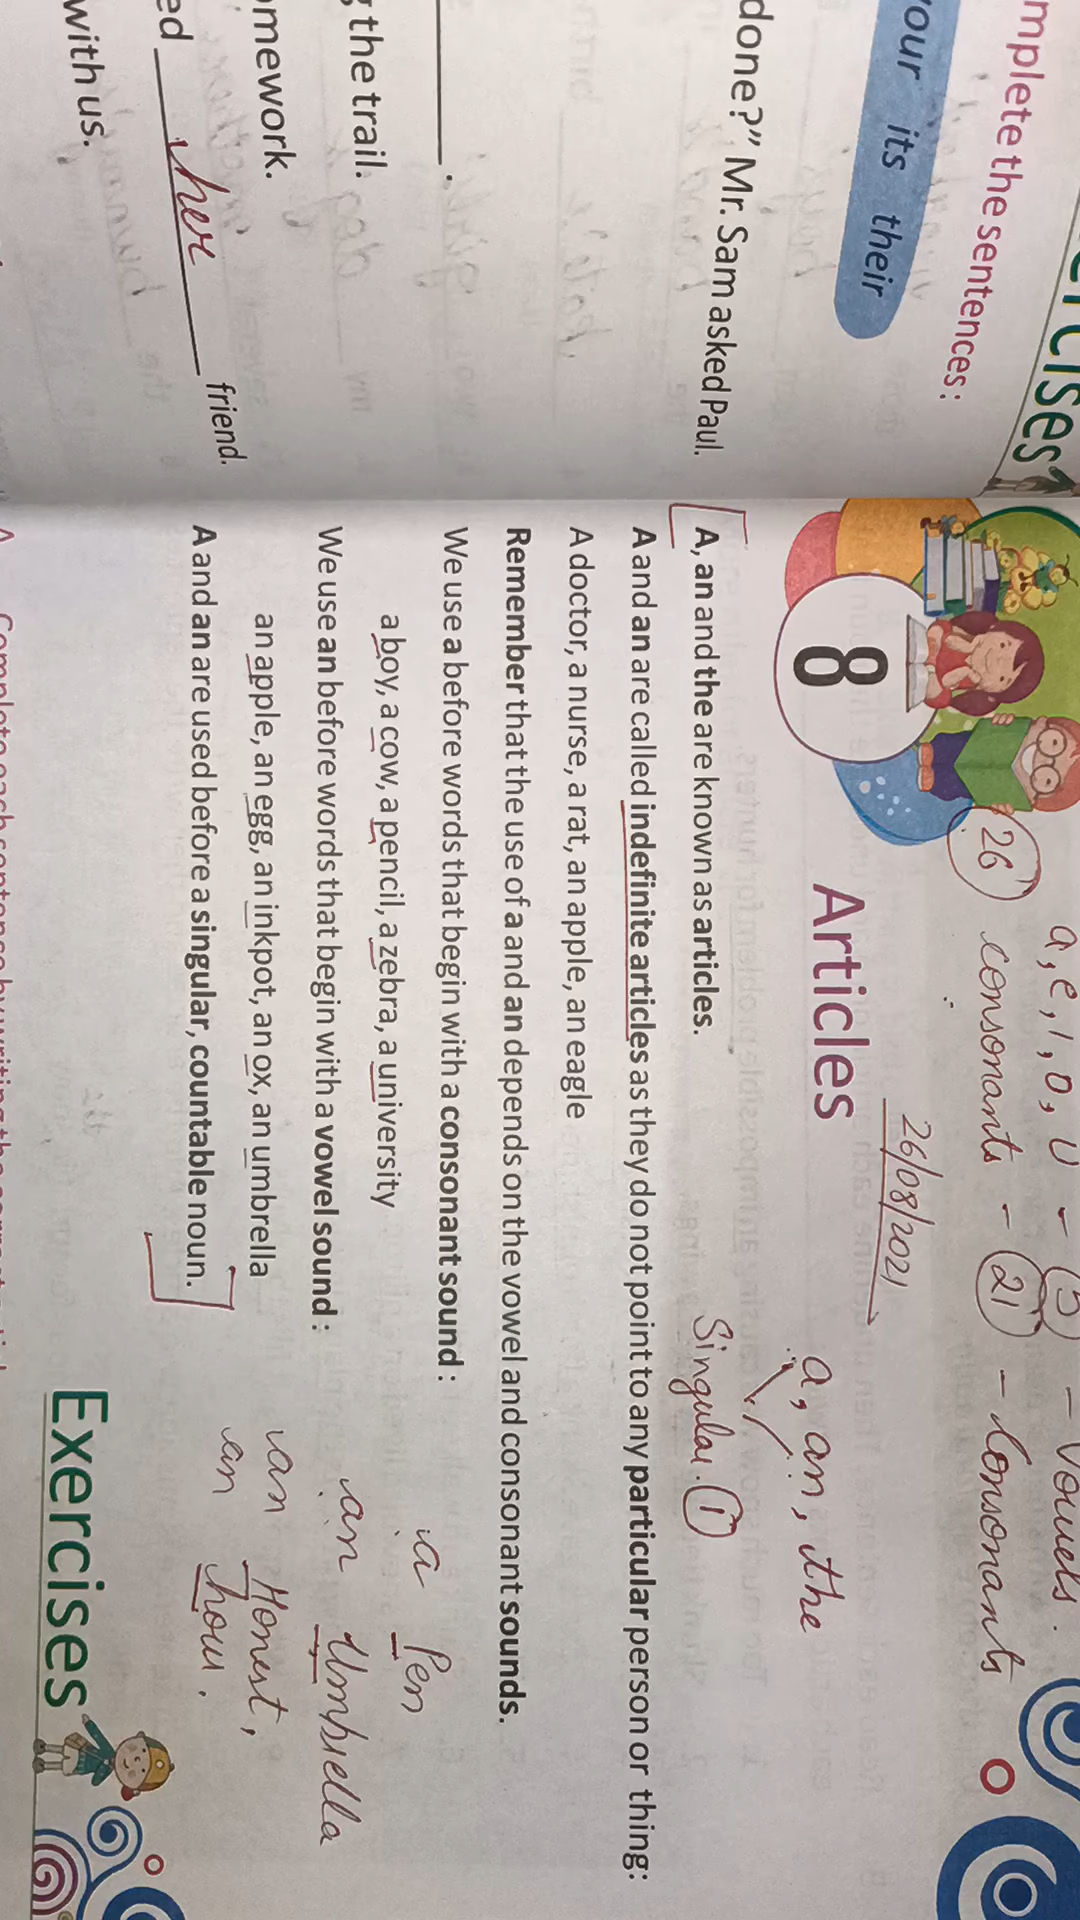 ercises
mplete the sentences :
our its their
done?” Mr. Sam asked Paul.
.
the trail.
mework.
ed her friend.
with us.
a, e, i, o, u - 5 - Vowels.
26 consonants - 21 - Consonants
26/08/2021
8
Articles
a, an, the
Singular. 1
A, an and the are known as articles.
A and an are called indefinite articles as they do not point to any particular person or thing:
A doctor, a nurse, a rat, an apple, an eagle
Remember that the use of a and an depends on the vowel and consonant sounds.
We use a before words that begin with a consonant sound :
a boy, a cow, a pencil, a zebra, a university
a Pen
We use an before words that begin with a vowel sound :
an Umbrella
an apple, an egg, an inkpot, an ox, an umbrella
an Honest,
A and an are used before a singular, countable noun.
an hour.
Exercises